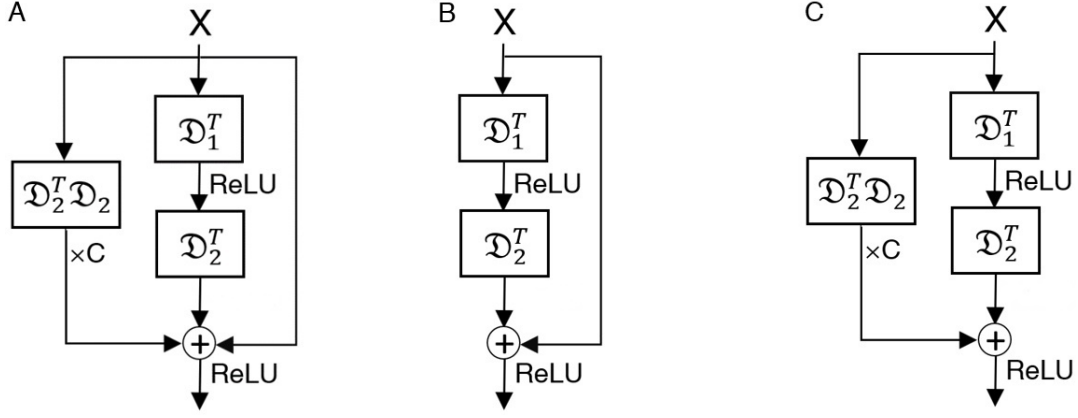 A
X
𝔇₁ᵀ
ReLU
𝔇₂ᵀ𝔇₂
×C
𝔇₂ᵀ
+
ReLU
B
X
𝔇₁ᵀ
ReLU
𝔇₂ᵀ
+
ReLU
C
X
𝔇₁ᵀ
ReLU
𝔇₂ᵀ𝔇₂
×C
𝔇₂ᵀ
+
ReLU